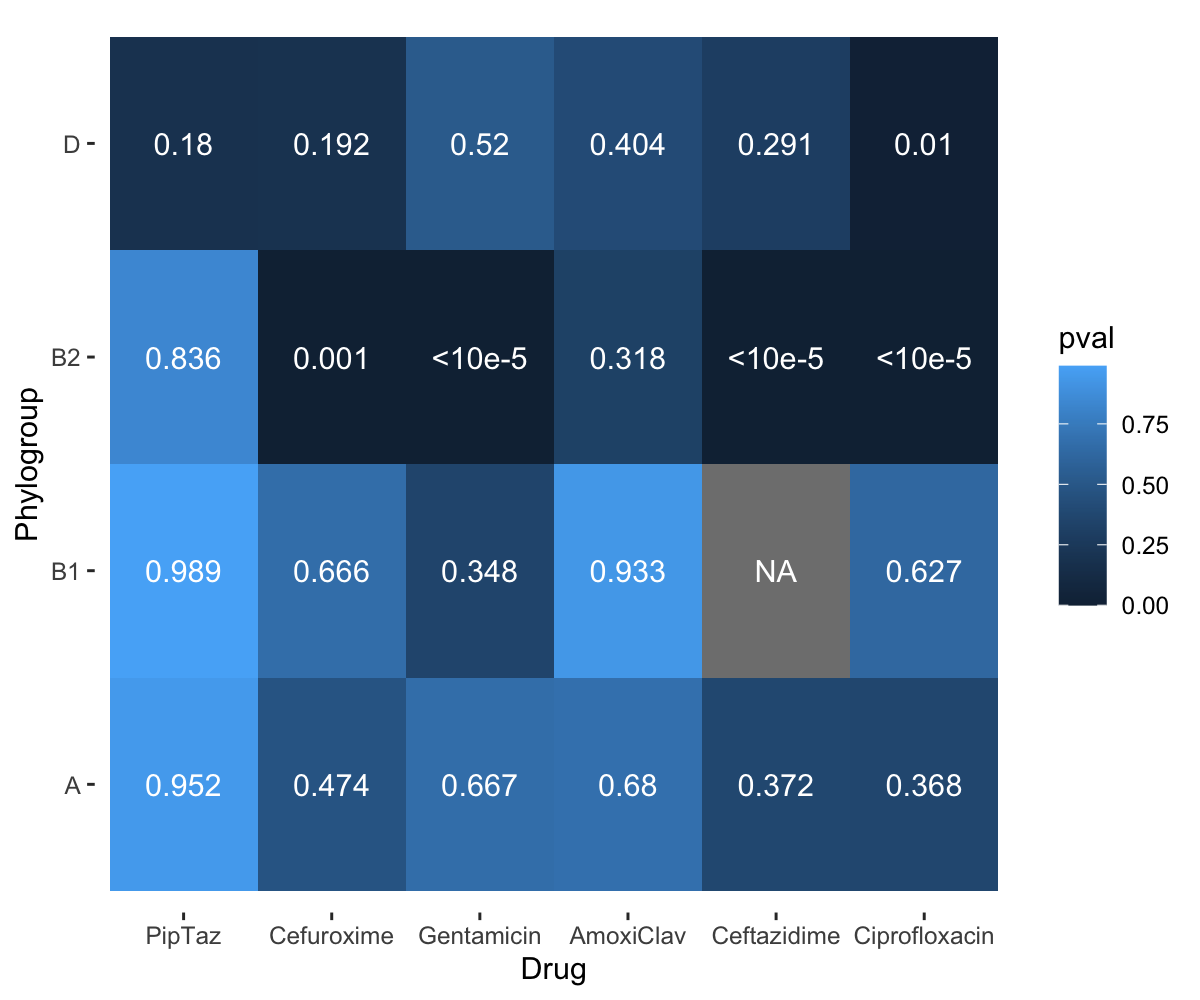 D
0.18 0.192 0.52 0.404 0.291 0.01
B2
0.836 0.001 <10e-5 0.318 <10e-5 <10e-5
B1
0.989 0.666 0.348 0.933 NA 0.627
A
0.952 0.474 0.667 0.68 0.372 0.368
Phylogroup
PipTaz Cefuroxime Gentamicin AmoxiClav Ceftazidime Ciprofloxacin
Drug
pval
0.75
0.50
0.25
0.00